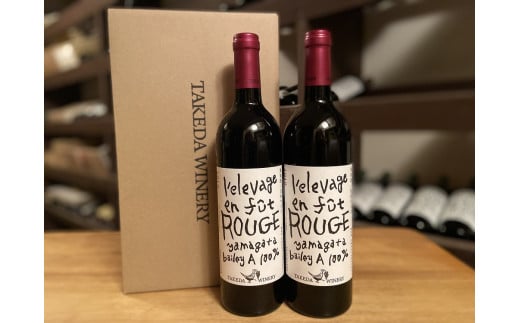 TAKEDA WINERY
l'elevage
en fût
ROUGE
yamagata
bailey A 100%
TAKEDA WINERY
l'elevage
en fût
ROUGE
yamagata
bailey A 100%
TAKEDA WINERY